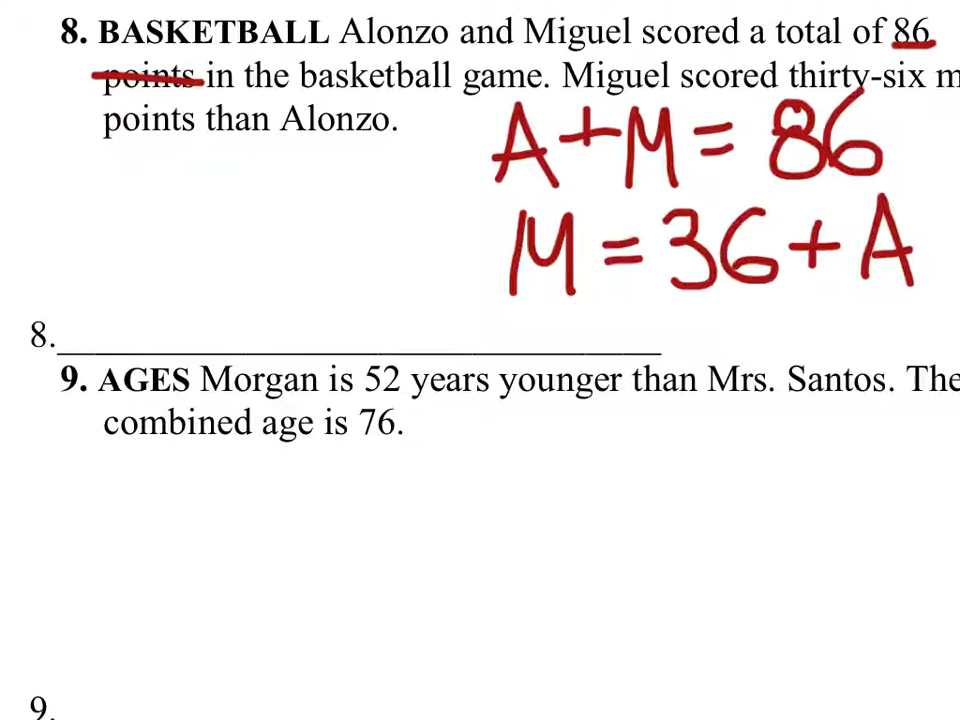 8. BASKETBALL Alonzo and Miguel scored a total of 86
points in the basketball game. Miguel scored thirty-six m
points than Alonzo.
A + M = 86
M = 36 + A
8.
9. AGES Morgan is 52 years younger than Mrs. Santos. The
combined age is 76.
9.